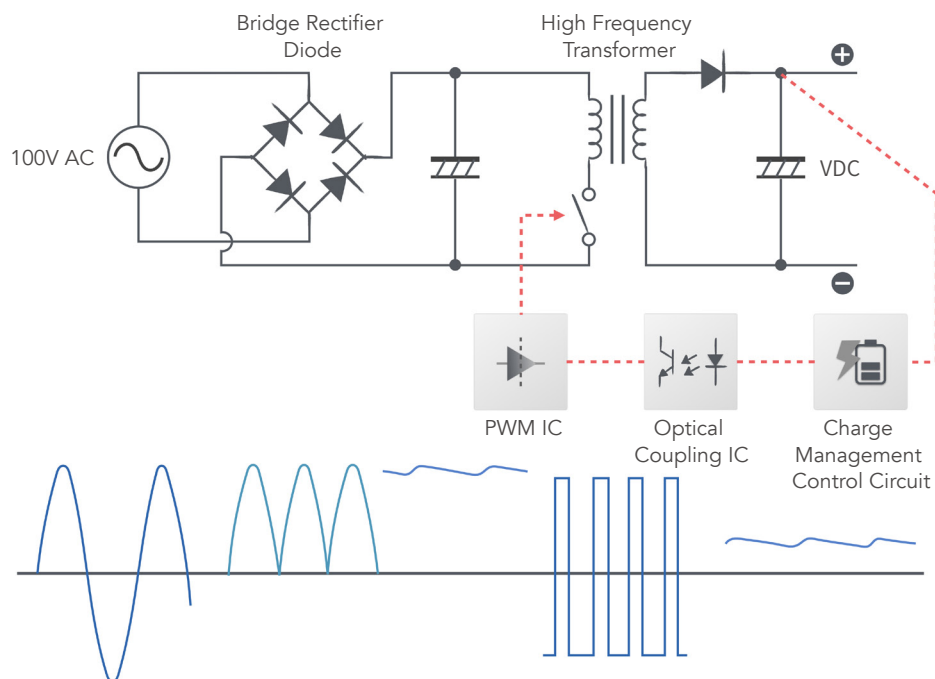 Bridge Rectifier
Diode
High Frequency
Transformer
100V AC
+
VDC
−
PWM IC
Optical
Coupling IC
Charge
Management
Control Circuit